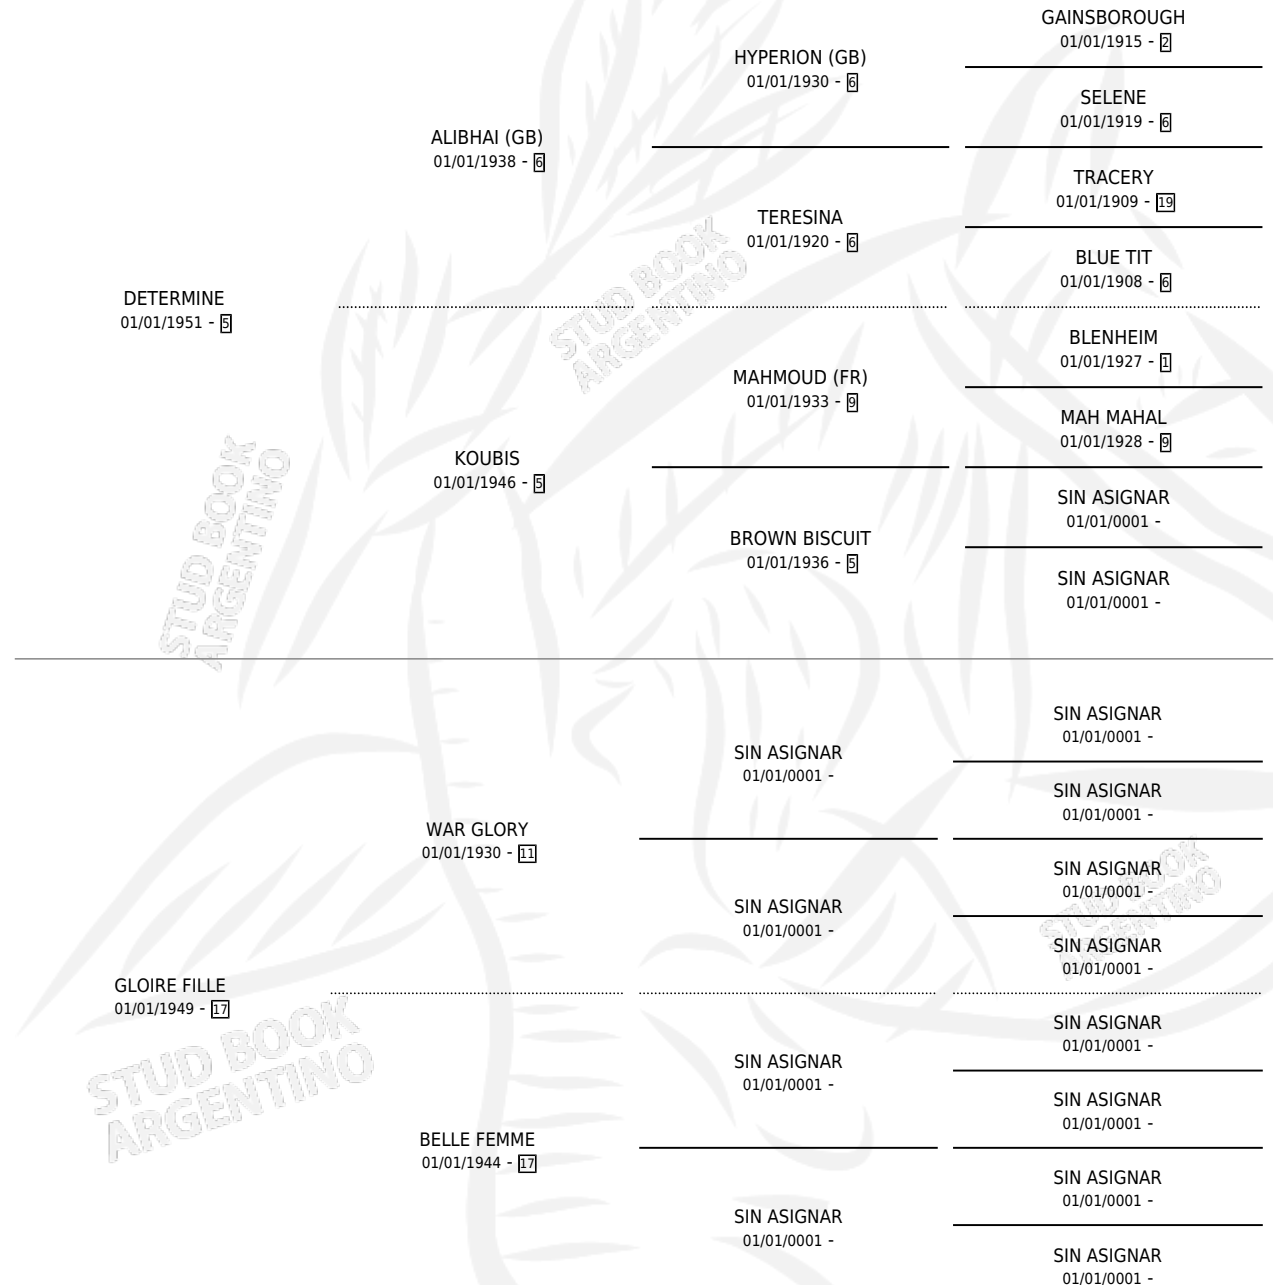 GAINSBOROUGH
01/01/1915 - 2
HYPERION (GB)
01/01/1930 - 6
SELENE
01/01/1919 - 6
ALIBHAI (GB)
01/01/1938 - 6
TRACERY
01/01/1909 - 19
TERESINA
01/01/1920 - 6
BLUE TIT
01/01/1908 - 6
DETERMINE
01/01/1951 - 5
BLENHEIM
01/01/1927 - 1
MAHMOUD (FR)
01/01/1933 - 9
MAH MAHAL
01/01/1928 - 9
KOUBIS
01/01/1946 - 5
SIN ASIGNAR
01/01/0001 -
BROWN BISCUIT
01/01/1936 - 5
SIN ASIGNAR
01/01/0001 -
STUD BOOK
ARGENTINO
STUD BOOK
ARGENTINO
SIN ASIGNAR
01/01/0001 -
SIN ASIGNAR
01/01/0001 -
SIN ASIGNAR
01/01/0001 -
WAR GLORY
01/01/1930 - 11
SIN ASIGNAR
01/01/0001 -
SIN ASIGNAR
01/01/0001 -
SIN ASIGNAR
01/01/0001 -
STUD BOOK
ARGENTINO
GLOIRE FILLE
01/01/1949 - 17
SIN ASIGNAR
01/01/0001 -
SIN ASIGNAR
01/01/0001 -
SIN ASIGNAR
01/01/0001 -
STUD BOOK
ARGENTINO
BELLE FEMME
01/01/1944 - 17
SIN ASIGNAR
01/01/0001 -
SIN ASIGNAR
01/01/0001 -
SIN ASIGNAR
01/01/0001 -